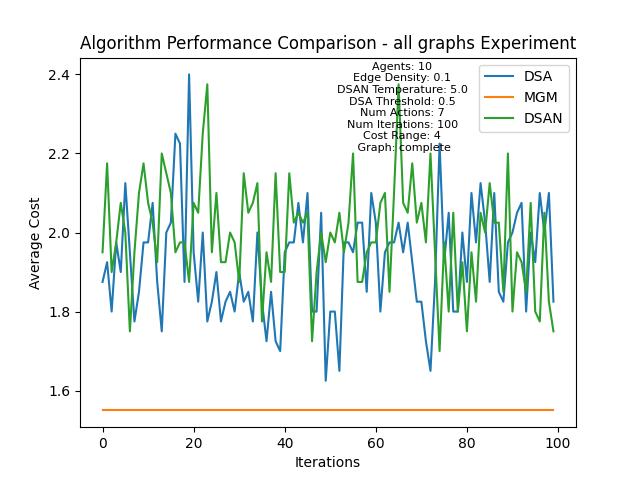 Algorithm Performance Comparison - all graphs Experiment
Agents: 10
Edge Density: 0.1
DSAN Temperature: 5.0
DSA Threshold: 0.5
Num Actions: 7
Num Iterations: 100
Cost Range: 4
Graph: complete
DSA
MGM
DSAN
2.4
2.2
2.0
1.8
1.6
Average Cost
0 20 40 60 80 100
Iterations